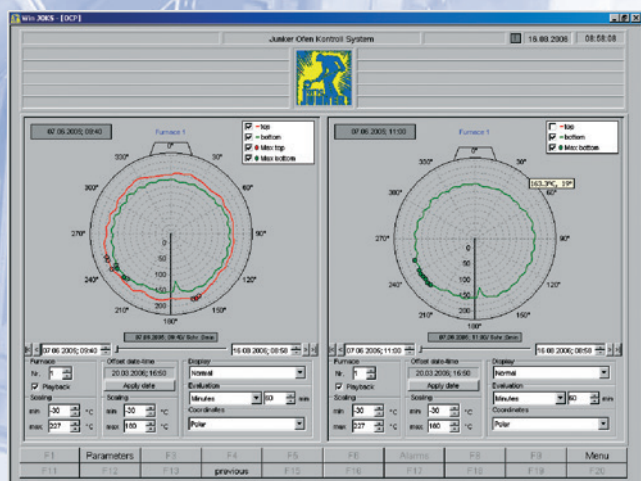 Win JOKS - [OCP]
Junker Ofen Kontroll System
16.08.2006
08:58:08
JUNKER
07.06.2005; 09:40
Furnace 1
top
bottom
Max top
Max bottom
0°
30°
60°
90°
120°
150°
180°
210°
240°
270°
300°
330°
0
50
100
150
200
07.06.2005; 11:00
Furnace 1
top
bottom
Max bottom
163.3°C, 19°
0°
30°
60°
90°
120°
150°
180°
210°
240°
270°
300°
330°
0
50
100
150
200
07.06.2005; 09:40
16.08.2006; 08:58
Furnace
Offset date-time
Display
Nr.
1
20.03.2006; 16:50
Normal
Playback
Apply date
Evaluation
Scaling
Scaling
Minutes
60
min
min
-30
°C
min
-30
°C
Coordinates
max
227
°C
max
180
°C
Polar
07.06.2005; 11:00
16.08.2006; 08:58
Furnace
Offset date-time
Display
Nr.
1
20.03.2006; 16:50
Normal
Playback
Apply date
Evaluation
Scaling
Scaling
Minutes
60
min
min
-30
°C
min
-30
°C
Coordinates
max
227
°C
max
180
°C
Polar
F1 Parameters F3 F4 F5 F6 Alarms F8 F9 Menu
F11 F12 F13 previous F15 F16 F17 F18 F19 F20